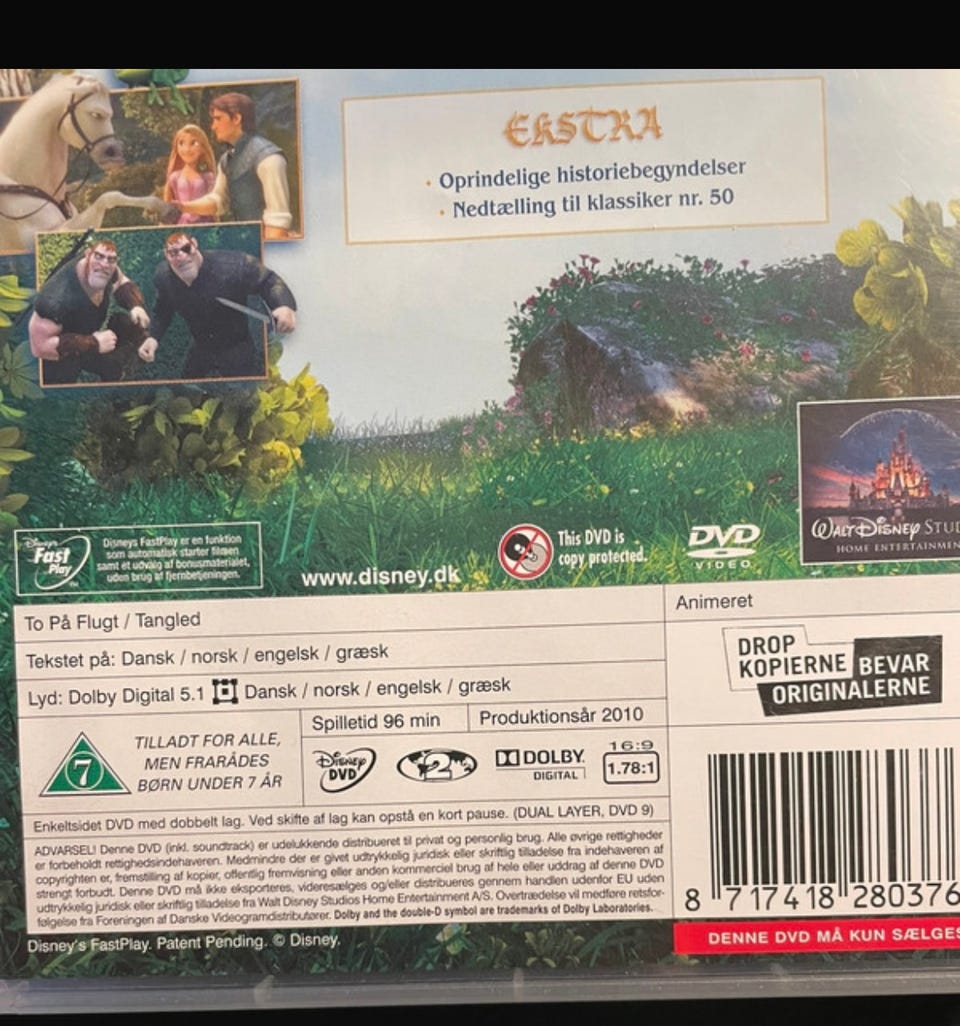 EKSTRA
• Oprindelige historiebegyndelser
• Nedtælling til klassiker nr. 50
Disney's
Fast
Play
Disneys FastPlay er en funktion
som automatisk starter filmen
samt et udvalg af bonusmaterialet,
uden brug af fjernbetjeningen.
www.disney.dk
This DVD is
copy protected.
DVD
VIDEO
WALT DISNEY STUD
HOME ENTERTAINMEN
To På Flugt / Tangled
Tekstet på: Dansk / norsk / engelsk / græsk
Lyd: Dolby Digital 5.1 Dansk / norsk / engelsk / græsk
Animeret
DROP
KOPIERNE BEVAR
ORIGINALERNE
7
TILLADT FOR ALLE,
MEN FRARÅDES
BØRN UNDER 7 ÅR
Spilletid 96 min
Produktionsår 2010
Disney
DVD
2
DOLBY
DIGITAL
16:9
1.78:1
Enkeltsidet DVD med dobbelt lag. Ved skifte af lag kan opstå en kort pause. (DUAL LAYER, DVD 9)
ADVARSEL! Denne DVD (inkl. soundtrack) er udelukkende distribueret til privat og personlig brug. Alle øvrige rettigheder
er forbeholdt rettighedsindehaveren. Medmindre der er givet udtrykkelig juridisk eller skriftlig tilladelse fra indehaveren af
copyrighten er, fremstilling af kopier, offentlig fremvisning eller anden kommerciel brug af hele eller uddrag af denne DVD
strengt forbudt. Denne DVD må ikke eksporteres, videresælges og/eller distribueres gennem handlen udenfor EU uden
udtrykkelig juridisk eller skriftlig tilladelse fra Walt Disney Studios Home Entertainment A/S. Overtrædelse vil medføre retsfor-
følgelse fra Foreningen af Danske Videogramdistributører. Dolby and the double-D symbol are trademarks of Dolby Laboratories.
8 717418 280376
Disney's FastPlay. Patent Pending. © Disney.
DENNE DVD MÅ KUN SÆLGES